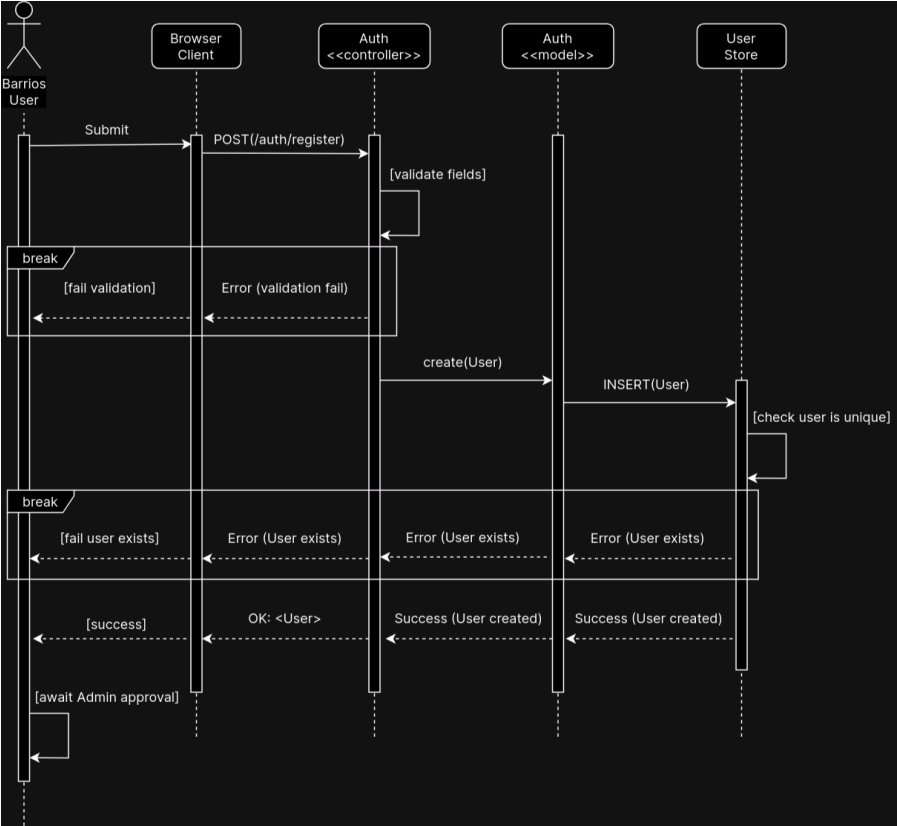 Browser
Client
Auth
<<controller>>
Auth
<<model>>
User
Store
Barrios
User
Submit
POST(/auth/register)
[validate fields]
break
[fail validation]
Error (validation fail)
create(User)
INSERT(User)
[check user is unique]
break
[fail user exists]
Error (User exists)
Error (User exists)
Error (User exists)
[success]
OK: <User>
Success (User created)
Success (User created)
[await Admin approval]